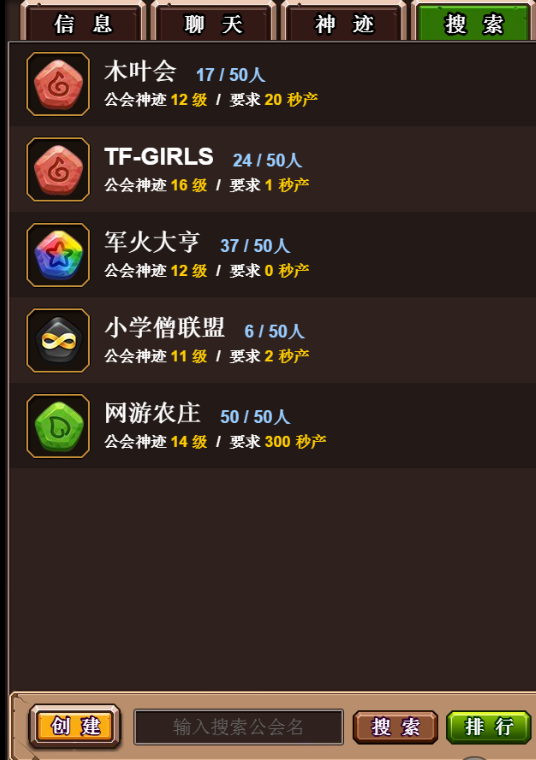 信息 聊天 神迹 搜索
木叶会 17 / 50人
公会神迹 12 级 / 要求 20 秒产
TF-GIRLS 24 / 50人
公会神迹 16 级 / 要求 1 秒产
军火大亨 37 / 50人
公会神迹 12 级 / 要求 0 秒产
小学僧联盟 6 / 50人
公会神迹 11 级 / 要求 2 秒产
网游农庄 50 / 50人
公会神迹 14 级 / 要求 300 秒产
创建 输入搜索公会名 搜索 排行